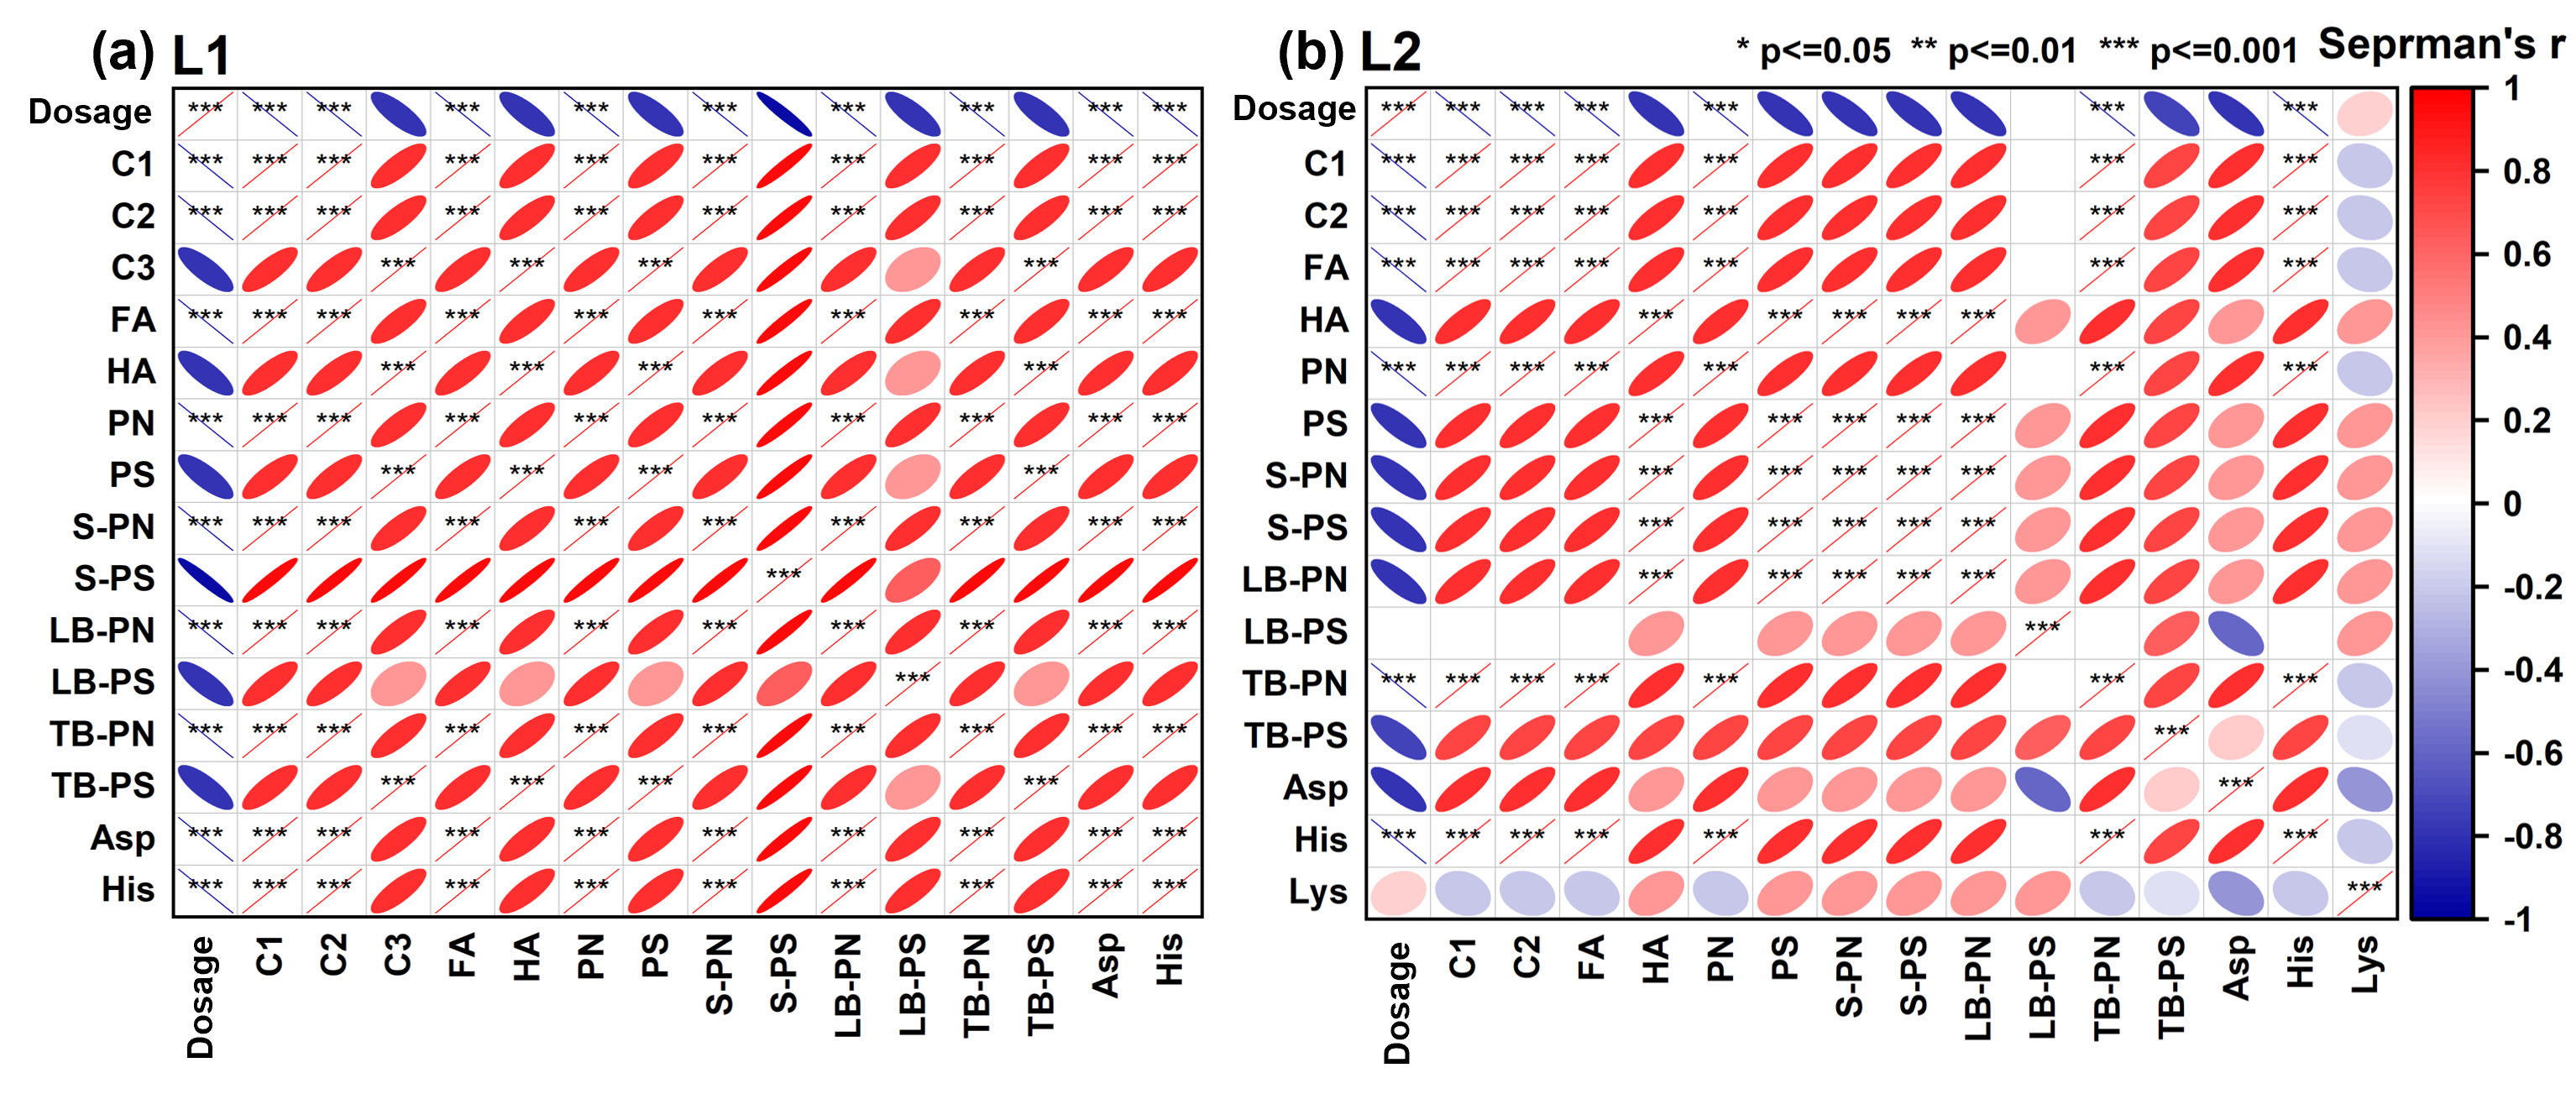 (a) L1
Dosage *** *** *** *** *** *** *** *** *** ***
C1 *** *** *** *** *** *** *** *** *** ***
C2 *** *** *** *** *** *** *** *** *** ***
C3 *** *** *** ***
FA *** *** *** *** *** *** *** *** *** ***
HA *** *** *** ***
PN *** *** *** *** *** *** *** *** *** ***
PS *** *** *** ***
S-PN *** *** *** *** *** *** *** *** *** ***
S-PS ***
LB-PN *** *** *** *** *** *** *** *** *** ***
LB-PS ***
TB-PN *** *** *** *** *** *** *** *** *** ***
TB-PS *** *** *** ***
Asp *** *** *** *** *** *** *** *** *** ***
His *** *** *** *** *** *** *** *** *** ***
Dosage C1 C2 C3 FA HA PN PS S-PN S-PS LB-PN LB-PS TB-PN TB-PS Asp His
(b) L2
* p<=0.05 ** p<=0.01 *** p<=0.001 Seprman's r
Dosage *** *** *** *** *** *** ***
C1 *** *** *** *** *** *** ***
C2 *** *** *** *** *** *** ***
FA *** *** *** *** *** *** ***
HA *** *** *** *** ***
PN *** *** *** *** *** *** ***
PS *** *** *** *** ***
S-PN *** *** *** *** ***
S-PS *** *** *** *** ***
LB-PN *** *** *** *** ***
LB-PS ***
TB-PN *** *** *** *** *** *** ***
TB-PS ***
Asp ***
His *** *** *** *** *** *** ***
Lys ***
Dosage C1 C2 FA HA PN PS S-PN S-PS LB-PN LB-PS TB-PN TB-PS Asp His Lys
1
0.8
0.6
0.4
0.2
0
-0.2
-0.4
-0.6
-0.8
-1